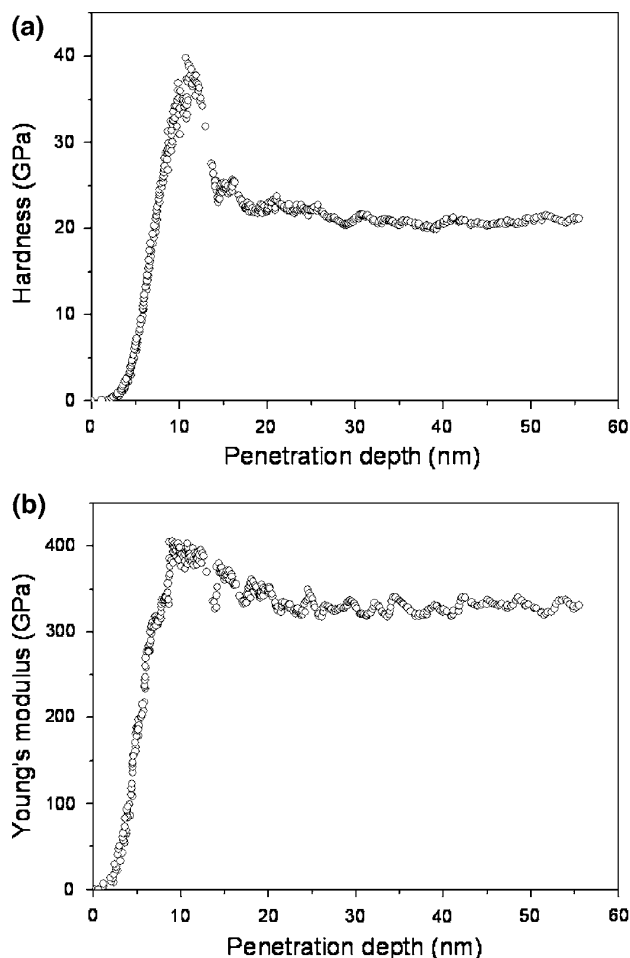 (a)
Hardness (GPa)
40
30
20
10
0
0 10 20 30 40 50 60
Penetration depth (nm)
(b)
Young's modulus (GPa)
400
300
200
100
0
0 10 20 30 40 50 60
Penetration depth (nm)